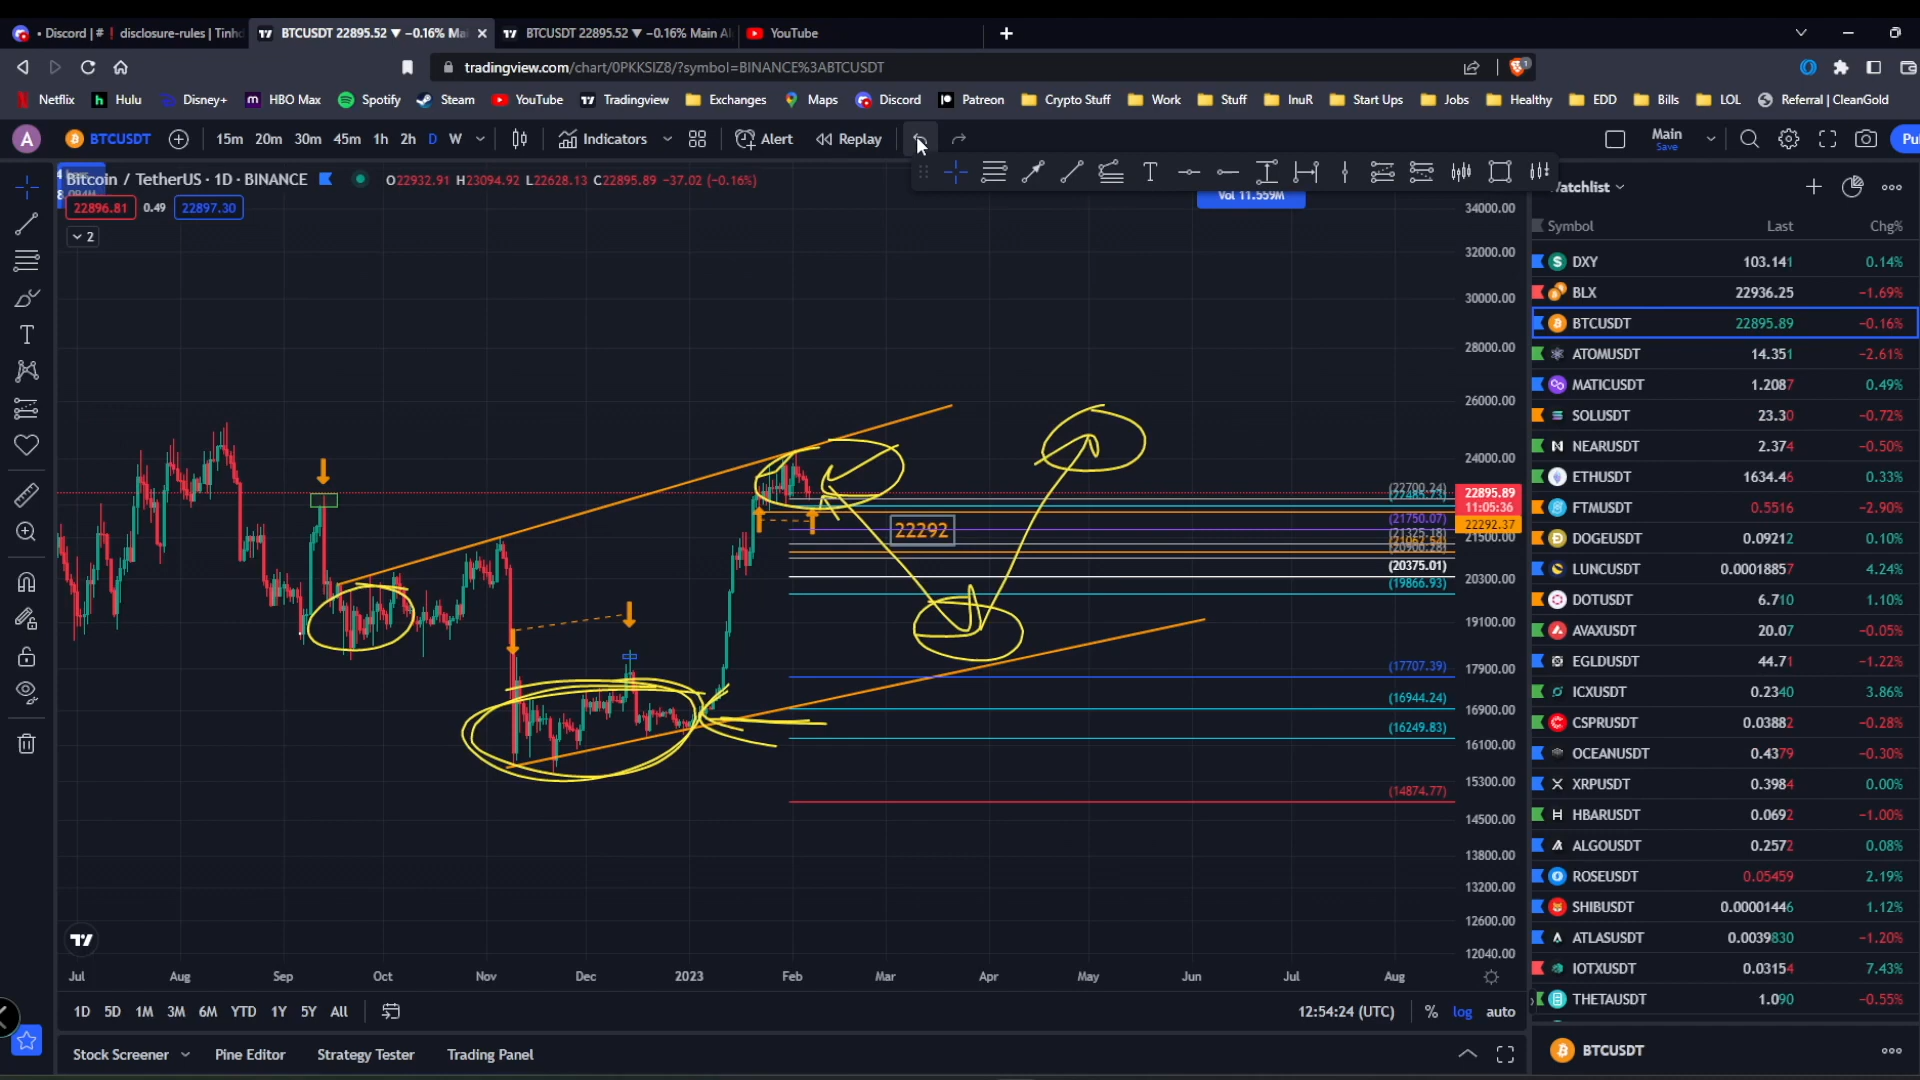 Discord | # | disclosure-rules | Tinho
BTCUSDT 22895.52 ▼ −0.16% Mai
BTCUSDT 22895.52 ▼ −0.16% Main Al
YouTube
tradingview.com/chart/0PKKSIZ8/?symbol=BINANCE%3ABTCUSDT
Netflix Hulu Disney+ HBO Max Spotify Steam YouTube Tradingview Exchanges Maps Discord Patreon Crypto Stuff Work Stuff InuR Start Ups Jobs Healthy EDD Bills LOL Referral | CleanGold
A BTCUSDT 15m 20m 30m 45m 1h 2h D W Indicators Alert Replay Main Save
Bitcoin / TetherUS · 1D · BINANCE O22932.91 H23094.92 L22628.13 C22895.89 −37.02 (−0.16%)
22896.81 0.49 22897.30
2
Vol 11.559M
34000.00
32000.00
30000.00
28000.00
26000.00
24000.00
(22700.24)
22895.89
11:05:36
22292
22292.37
(21750.07)
21500.00
(20375.01)
20300.00
(19866.93)
19100.00
(17707.39)
17900.00
(16944.24)
16900.00
(16249.83)
16100.00
15300.00
(14874.77)
14500.00
13800.00
13200.00
12600.00
12040.00
Jul Aug Sep Oct Nov Dec 2023 Feb Mar Apr May Jun Jul Aug
1D 5D 1M 3M 6M YTD 1Y 5Y All 12:54:24 (UTC) % log auto
Stock Screener Pine Editor Strategy Tester Trading Panel
Watchlist
Symbol Last Chg%
DXY 103.141 0.14%
BLX 22936.25 −1.69%
BTCUSDT 22895.89 −0.16%
ATOMUSDT 14.351 −2.61%
MATICUSDT 1.2087 0.49%
SOLUSDT 23.30 −0.72%
NEARUSDT 2.374 −0.50%
ETHUSDT 1634.46 0.33%
FTMUSDT 0.5516 −2.90%
DOGEUSDT 0.09212 0.10%
LUNCUSDT 0.00018857 4.24%
DOTUSDT 6.710 1.10%
AVAXUSDT 20.07 −0.05%
EGLDUSDT 44.71 −1.22%
ICXUSDT 0.2340 3.86%
CSPRUSDT 0.03882 −0.28%
OCEANUSDT 0.4379 −0.30%
XRPUSDT 0.3984 0.00%
HBARUSDT 0.0692 −1.00%
ALGOUSDT 0.2572 0.08%
ROSEUSDT 0.05459 2.19%
SHIBUSDT 0.00001446 1.12%
ATLASUSDT 0.0039830 −1.20%
IOTXUSDT 0.03154 7.43%
THETAUSDT 1.090 −0.55%
BTCUSDT